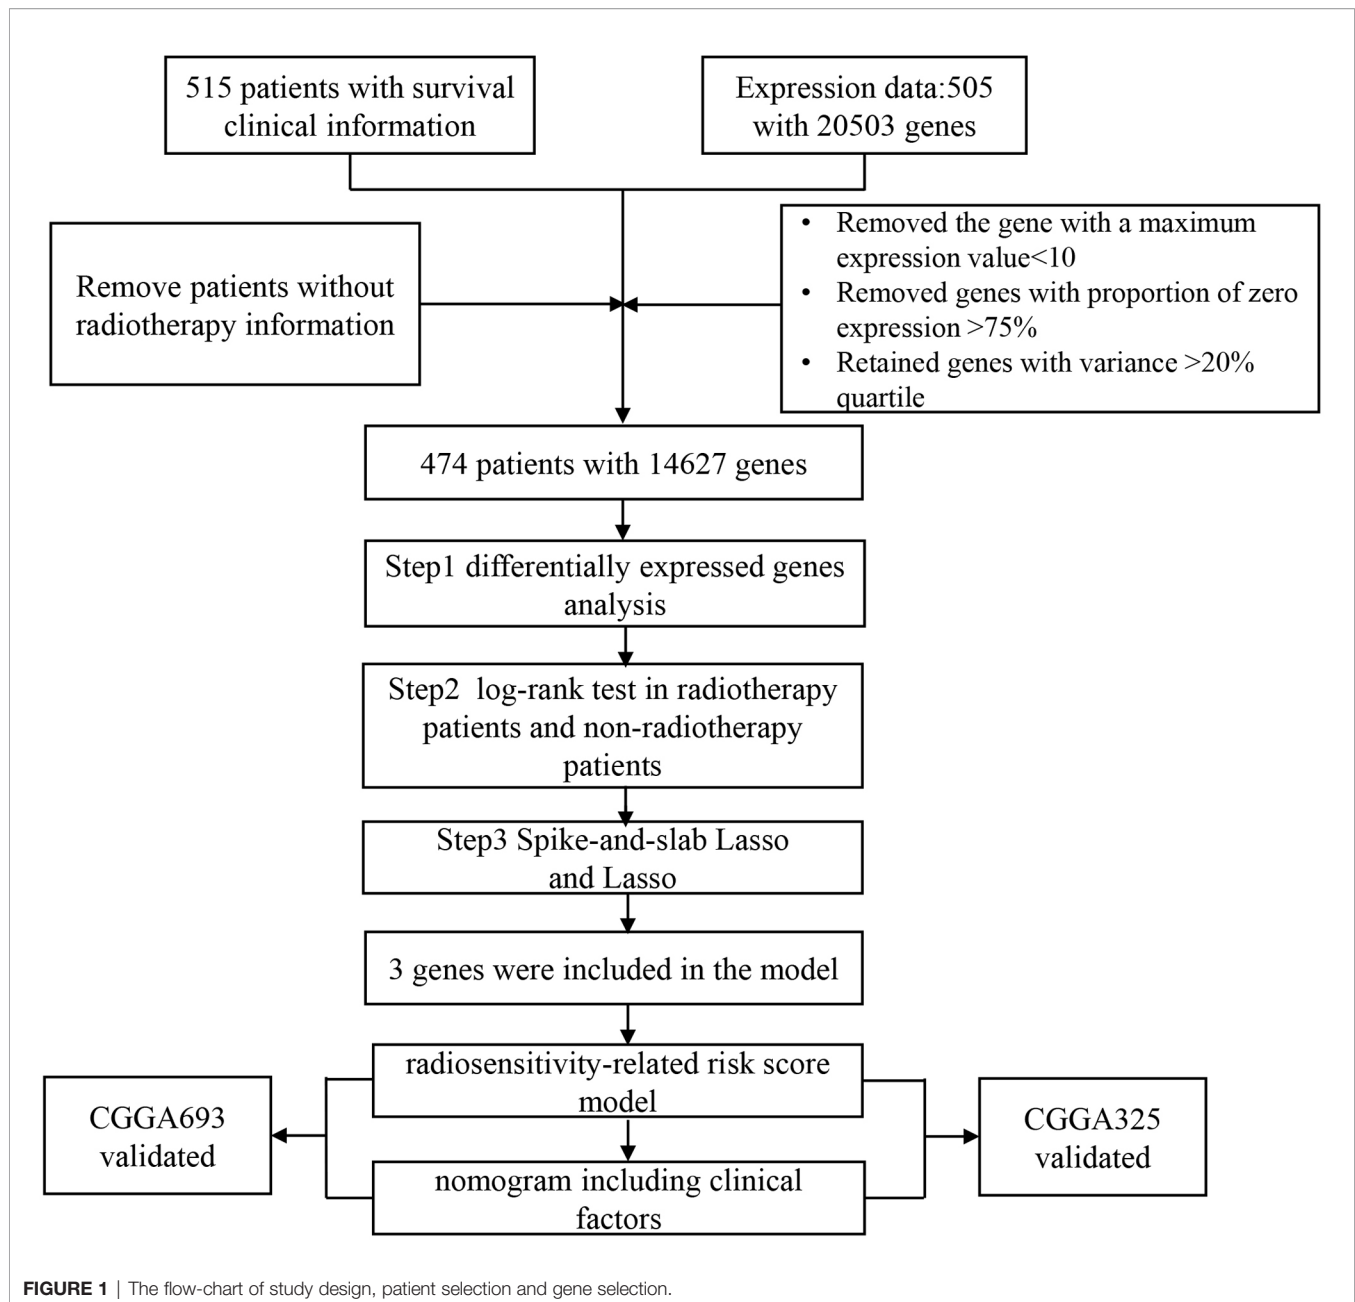 515 patients with survival
clinical information
Expression data:505
with 20503 genes
Remove patients without
radiotherapy information
• Removed the gene with a maximum
expression value<10
• Removed genes with proportion of zero
expression >75%
• Retained genes with variance >20%
quartile
474 patients with 14627 genes
Step1 differentially expressed genes
analysis
Step2 log-rank test in radiotherapy
patients and non-radiotherapy
patients
Step3 Spike-and-slab Lasso
and Lasso
3 genes were included in the model
radiosensitivity-related risk score
model
CGGA693
validated
CGGA325
validated
nomogram including clinical
factors
FIGURE 1 | The flow-chart of study design, patient selection and gene selection.